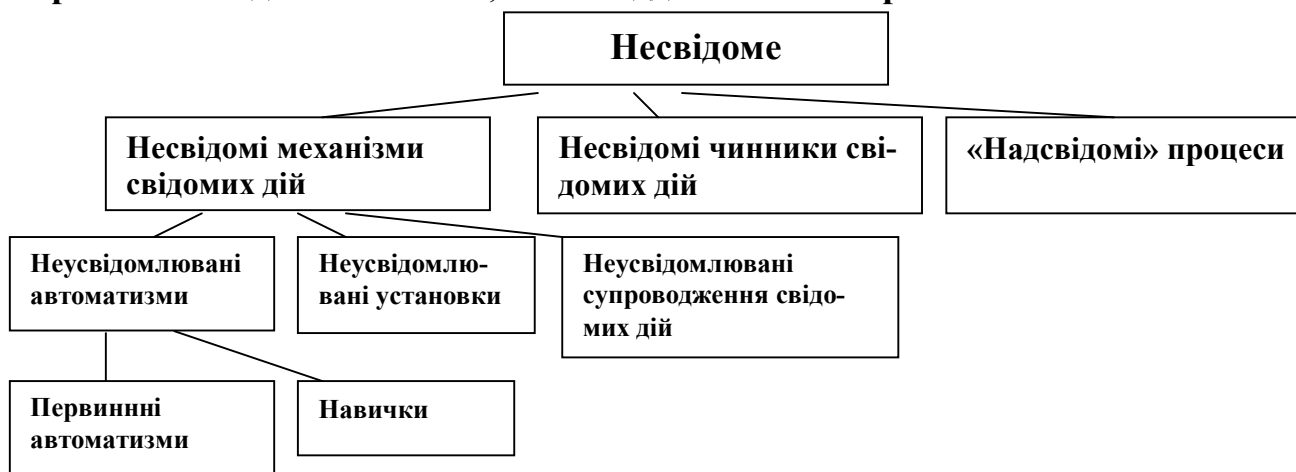 Несвідоме
Несвідомі механізми
свідомих дій
Несвідомі чинники сві-
домих дій
«Надсвідомі» процеси
Неусвідомлювані
автоматизми
Неусвідомлю-
вані установки
Неусвідомлювані
супроводження свідо-
мих дій
Первиннні
автоматизми
Навички